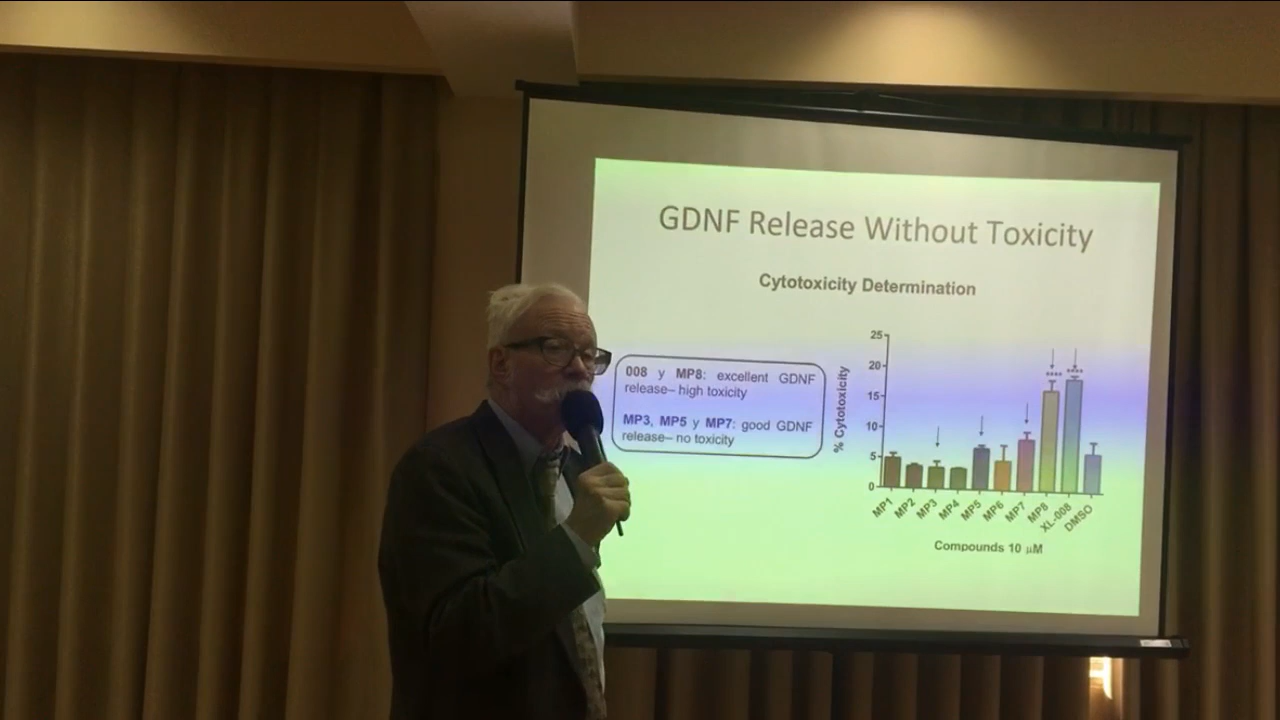 GDNF Release Without Toxicity
Cytotoxicity Determination
008 y MP8: excellent GDNF
release– high toxicity
MP3, MP5 y MP7: good GDNF
release– no toxicity
% Cytotoxicity
25
20
15
10
5
0
****
****
MP1
MP2
MP3
MP4
MP5
MP6
MP7
MP8
XL-008
DMSO
Compounds 10 µM